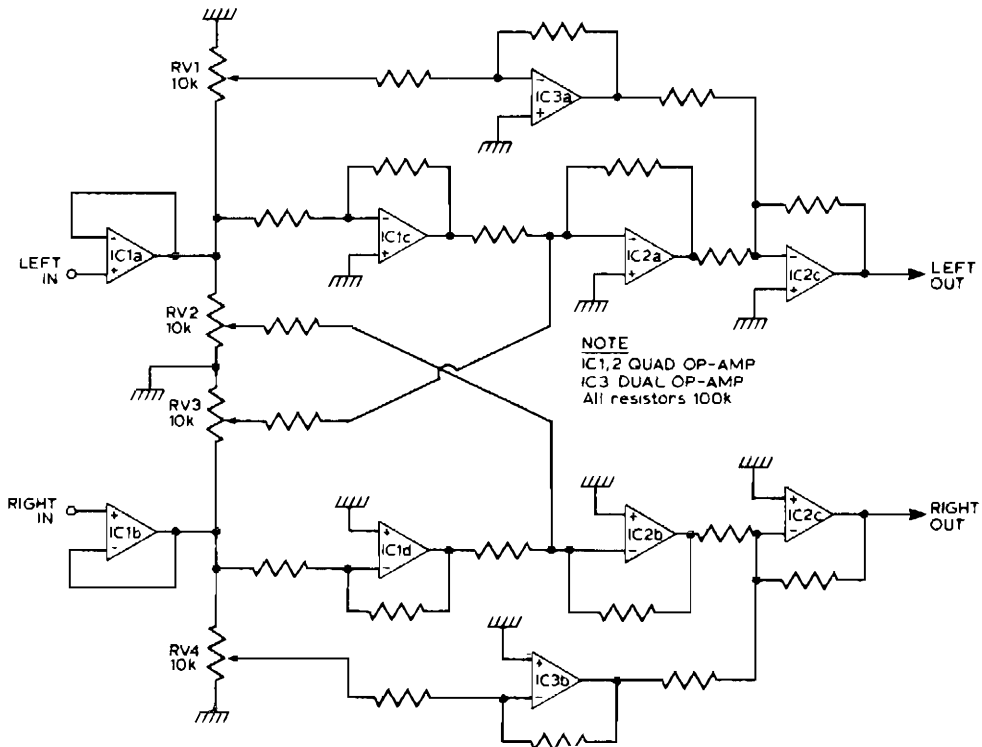 RV1
10k
IC3a
IC1a
LEFT
IN
IC1c
IC2a
IC2c
LEFT
OUT
RV2
10k
NOTE
IC1,2 QUAD OP-AMP
IC3 DUAL OP-AMP
All resistors 100k
RV3
10k
RIGHT
IN
IC1b
IC1d
IC2b
IC2c
RIGHT
OUT
RV4
10k
IC3b